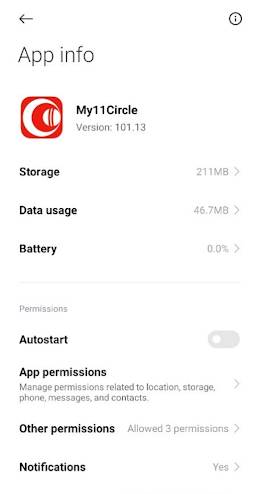 App info
My11Circle
Version: 101.13
Storage 211MB
Data usage 46.7MB
Battery 0.0%
Permissions
Autostart
App permissions
Manage permissions related to location, storage,
phone, messages, and contacts.
Other permissions Allowed 3 permissions
Notifications Yes